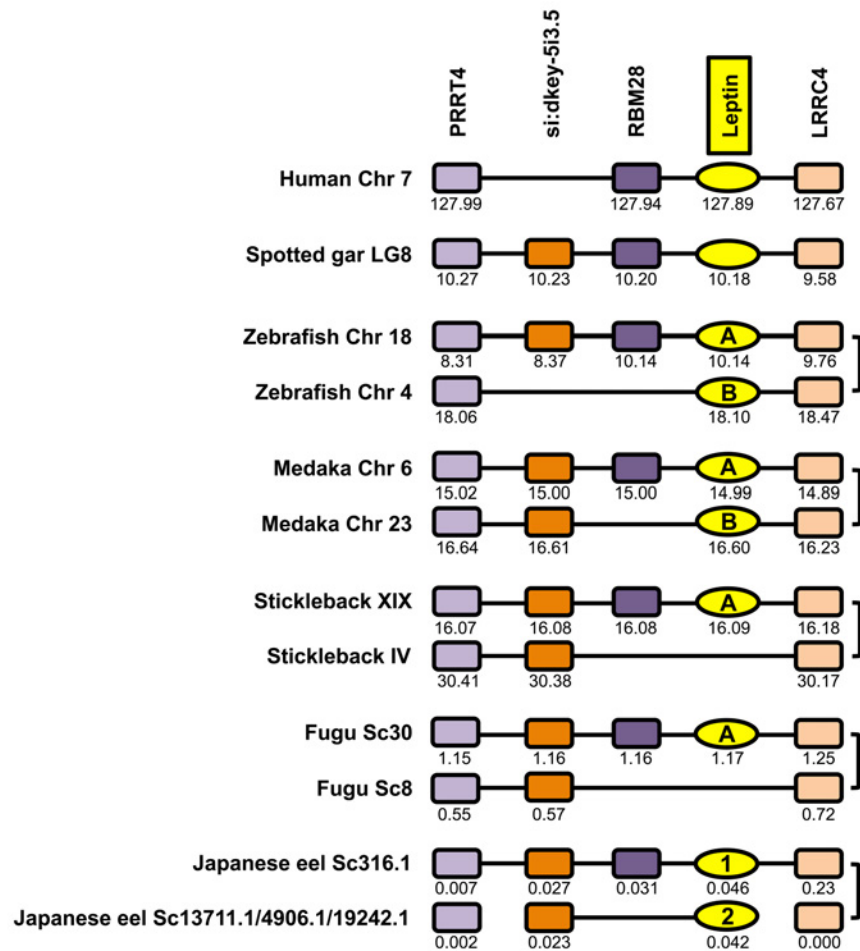 PRRT4
si:dkey-5i3.5
RBM28
Leptin
LRRC4
Human Chr 7
127.99 127.94 127.89 127.67
Spotted gar LG8
10.27 10.23 10.20 10.18 9.58
Zebrafish Chr 18 A
8.31 8.37 10.14 10.14 9.76
Zebrafish Chr 4 B
18.06 18.10 18.47
Medaka Chr 6 A
15.02 15.00 15.00 14.99 14.89
Medaka Chr 23 B
16.64 16.61 16.60 16.23
Stickleback XIX A
16.07 16.08 16.08 16.09 16.18
Stickleback IV
30.41 30.38 30.17
Fugu Sc30 A
1.15 1.16 1.16 1.17 1.25
Fugu Sc8
0.55 0.57 0.72
Japanese eel Sc316.1 1
0.007 0.027 0.031 0.046 0.23
Japanese eel Sc13711.1/4906.1/19242.1 2
0.002 0.023 0.042 0.000